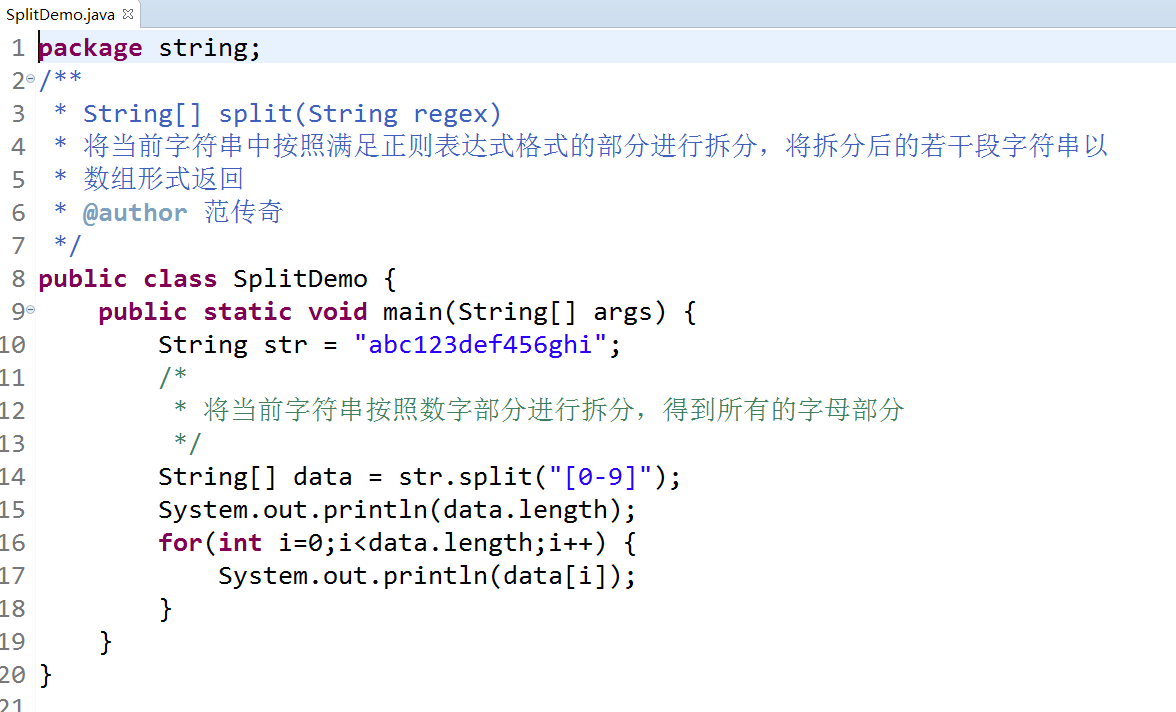 SplitDemo.java
1 package string;
2 /**
3  * String[] split(String regex)
4  * 将当前字符串中按照满足正则表达式格式的部分进行拆分，将拆分后的若干段字符串以
5  * 数组形式返回
6  * @author 范传奇
7  */
8 public class SplitDemo {
9     public static void main(String[] args) {
10         String str = "abc123def456ghi";
11         /*
12          * 将当前字符串按照数字部分进行拆分，得到所有的字母部分
13          */
14         String[] data = str.split("[0-9]");
15         System.out.println(data.length);
16         for(int i=0;i<data.length;i++) {
17             System.out.println(data[i]);
18         }
19     }
20 }
21